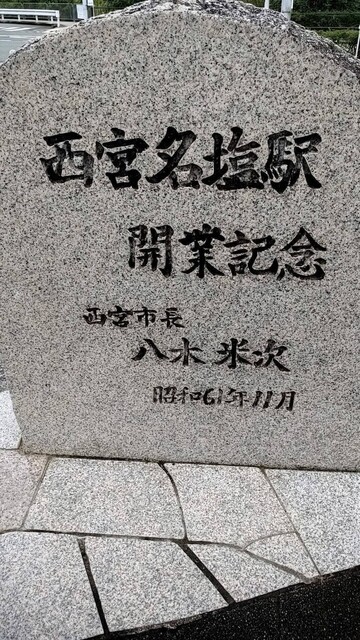 西宮名塩駅
開業記念
西宮市長
八木米次
昭和61年11月